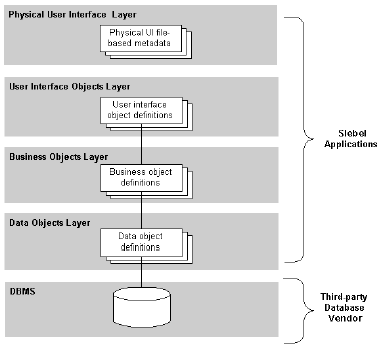 Physical User Interface Layer
Physical UI file-
based metadata
User Interface Objects Layer
User interface
object definitions
Siebel
Applications
Business Objects Layer
Business object
definitions
Data Objects Layer
Data object
definitions
DBMS
Third-party
Database
Vendor